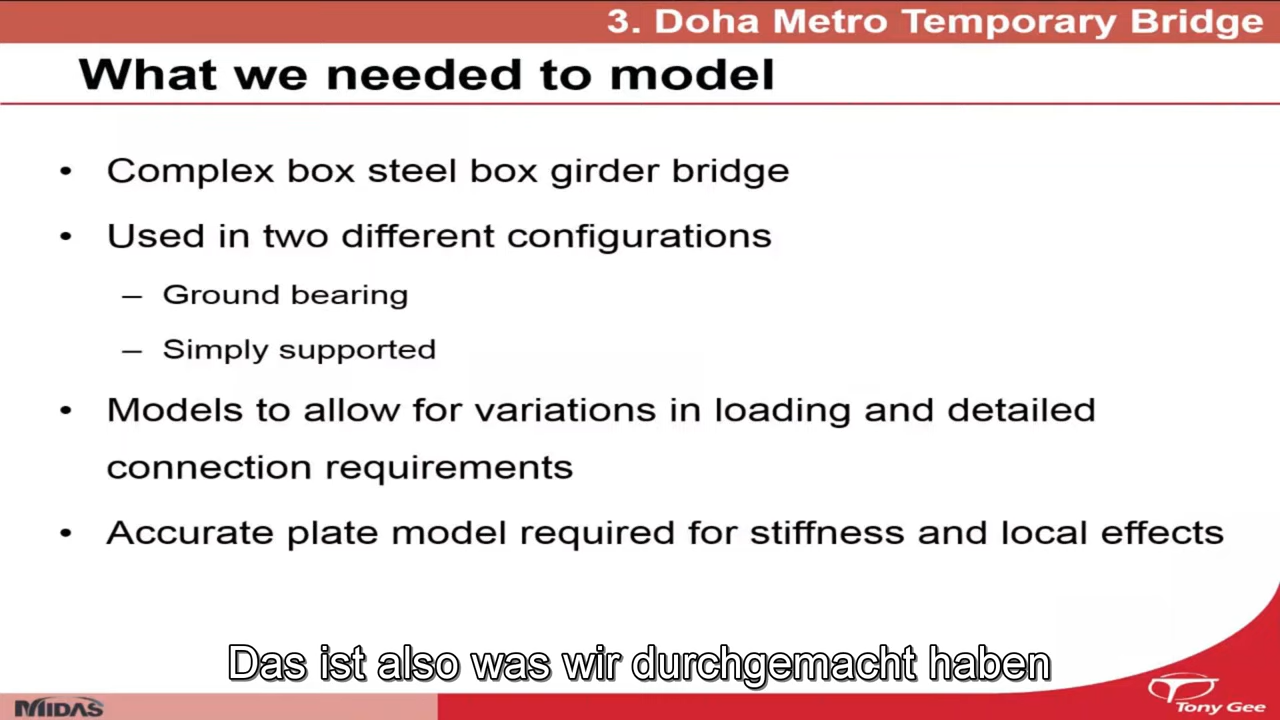 3. Doha Metro Temporary Bridge
What we needed to model
• Complex box steel box girder bridge
• Used in two different configurations
– Ground bearing
– Simply supported
• Models to allow for variations in loading and detailed
connection requirements
• Accurate plate model required for stiffness and local effects
Das ist also was wir durchgemacht haben
MIDAS
Tony Gee